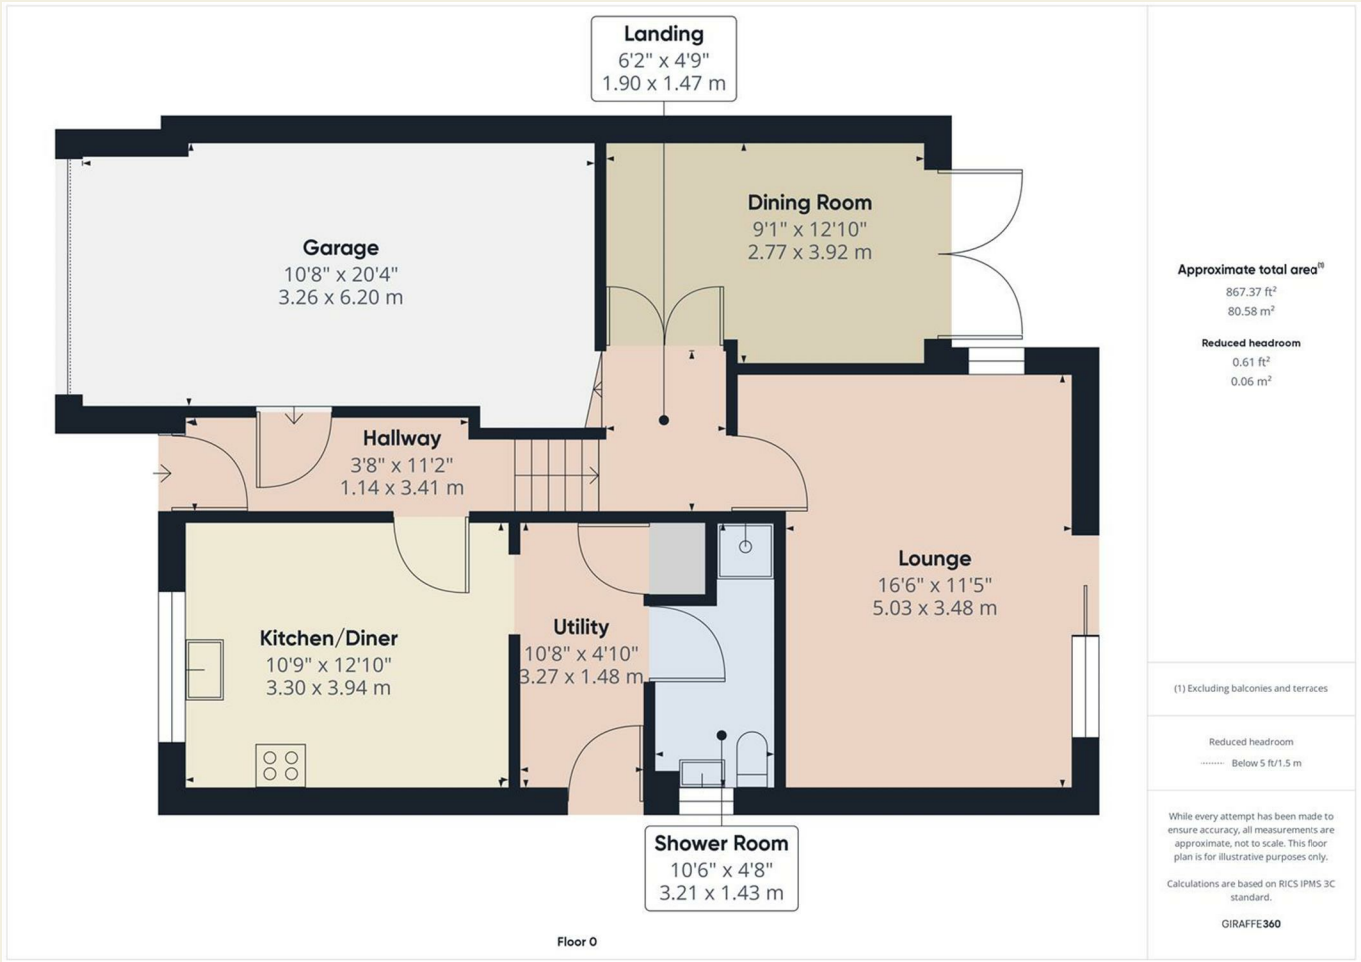 Landing
6'2" x 4'9"
1.90 x 1.47 m
Garage
10'8" x 20'4"
3.26 x 6.20 m
Dining Room
9'1" x 12'10"
2.77 x 3.92 m
Hallway
3'8" x 11'2"
1.14 x 3.41 m
Lounge
16'6" x 11'5"
5.03 x 3.48 m
Kitchen/Diner
10'9" x 12'10"
3.30 x 3.94 m
Utility
10'8" x 4'10"
3.27 x 1.48 m
Shower Room
10'6" x 4'8"
3.21 x 1.43 m
Floor 0
Approximate total area(1)
867.37 ft²
80.58 m²
Reduced headroom
0.61 ft²
0.06 m²
(1) Excluding balconies and terraces
Reduced headroom
Below 5 ft/1.5 m
While every attempt has been made to
ensure accuracy, all measurements are
approximate, not to scale. This floor
plan is for illustrative purposes only.
Calculations are based on RICS IPMS 3C
standard.
GIRAFFE360